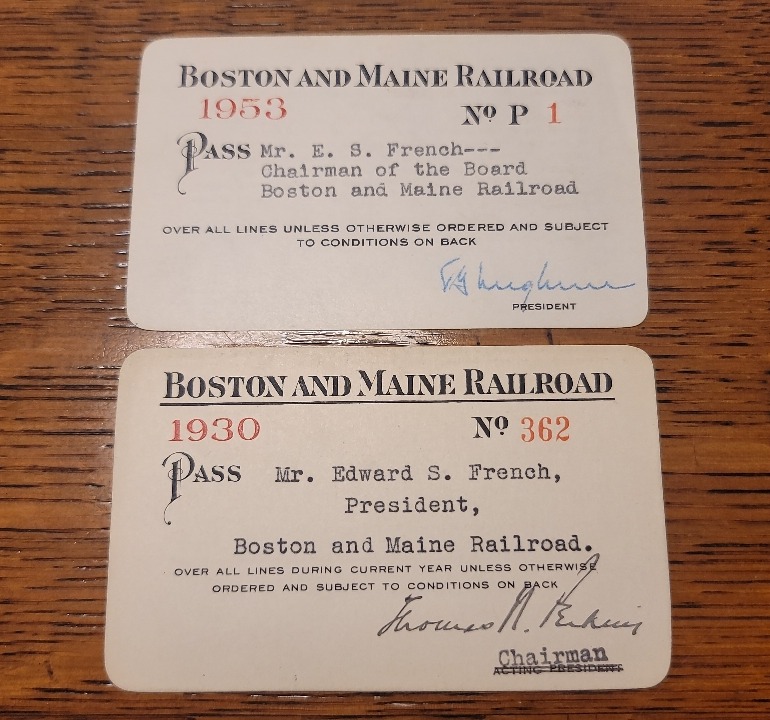 BOSTON AND MAINE RAILROAD
1953 Nº P 1
PASS Mr. E. S. French---
Chairman of the Board
Boston and Maine Railroad
OVER ALL LINES UNLESS OTHERWISE ORDERED AND SUBJECT
TO CONDITIONS ON BACK
PRESIDENT
BOSTON AND MAINE RAILROAD
1930 Nº 362
PASS Mr. Edward S. French,
President,
Boston and Maine Railroad.
OVER ALL LINES DURING CURRENT YEAR UNLESS OTHERWISE
ORDERED AND SUBJECT TO CONDITIONS ON BACK
Thomas N. Perkins
Chairman
ACTING PRESIDENT